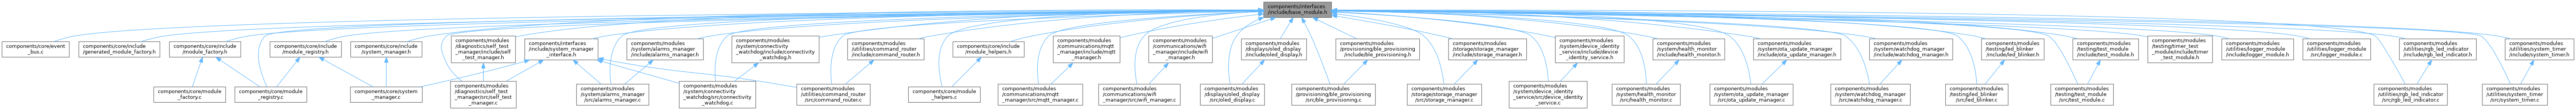 components/interfaces
/include/base_module.h
components/core/event
_bus.c
components/core/include
/generated_module_factory.h
components/core/include
/module_factory.h
components/core/include
/module_registry.h
components/core/include
/system_manager.h
components/modules
/diagnostics/self_test
_manager/include/self
_test_manager.h
components/interfaces
/include/system_manager
_interface.h
components/modules
/system/alarms_manager
/include/alarms_manager.h
components/modules
/system/connectivity
_watchdog/include/connectivity
_watchdog.h
components/modules
/utilities/command_router
/include/command_router.h
components/core/include
/module_helpers.h
components/modules
/communications/mqtt
_manager/include/mqtt
_manager.h
components/modules
/communications/wifi
_manager/include/wifi
_manager.h
components/modules
/displays/oled_display
/include/oled_display.h
components/modules
/provisioning/ble_provisioning
/include/ble_provisioning.h
components/modules
/storage/storage_manager
/include/storage_manager.h
components/modules
/system/device_identity
_service/include/device
_identity_service.h
components/modules
/system/health_monitor
/include/health_monitor.h
components/modules
/system/ota_update_manager
/include/ota_update_manager.h
components/modules
/system/watchdog_manager
/include/watchdog_manager.h
components/modules
/testing/led_blinker
/include/led_blinker.h
components/modules
/testing/test_module
/include/test_module.h
components/modules
/testing/timer_test
_module/include/timer
_test_module.h
components/modules
/utilities/logger_module
/include/logger_module.h
components/modules
/utilities/logger_module
/src/logger_module.c
components/modules
/utilities/rgb_led_indicator
/include/rgb_led_indicator.h
components/modules
/utilities/system_timer
/include/system_timer.h
components/core/module
_factory.c
components/core/module
_registry.c
components/core/system
_manager.c
components/modules
/diagnostics/self_test
_manager/src/self_test
_manager.c
components/modules
/system/alarms_manager
/src/alarms_manager.c
components/modules
/system/connectivity
_watchdog/src/connectivity
_watchdog.c
components/modules
/utilities/command_router
/src/command_router.c
components/core/module
_helpers.c
components/modules
/communications/mqtt
_manager/src/mqtt_manager.c
components/modules
/communications/wifi
_manager/src/wifi_manager.c
components/modules
/displays/oled_display
/src/oled_display.c
components/modules
/provisioning/ble_provisioning
/src/ble_provisioning.c
components/modules
/storage/storage_manager
/src/storage_manager.c
components/modules
/system/device_identity
_service/src/device_identity
_service.c
components/modules
/system/health_monitor
/src/health_monitor.c
components/modules
/system/ota_update_manager
/src/ota_update_manager.c
components/modules
/system/watchdog_manager
/src/watchdog_manager.c
components/modules
/testing/led_blinker
/src/led_blinker.c
components/modules
/testing/test_module
/src/test_module.c
components/modules
/utilities/rgb_led_indicator
/src/rgb_led_indicator.c
components/modules
/utilities/system_timer
/src/system_timer.c